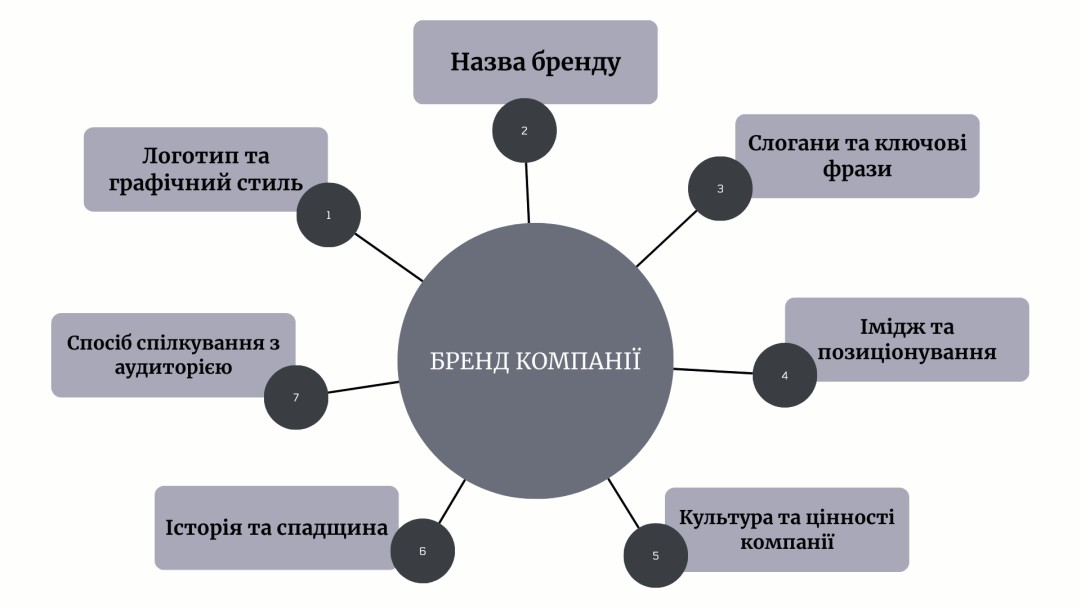 Назва бренду
2
Логотип та
графічний стиль
1
Слогани та ключові
фрази
3
Імідж та
позиціонування
4
БРЕНД КОМПАНІЇ
Спосіб спілкування з
аудиторією
7
Історія та спадщина
6
Культура та цінності
компанії
5